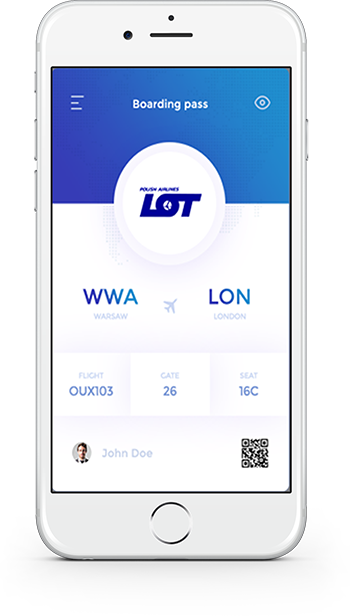 Boarding pass
POLISH AIRLINES
LOT
WWA LON
WARSAW LONDON
FLIGHT GATE SEAT
OUX103 26 16C
John Doe